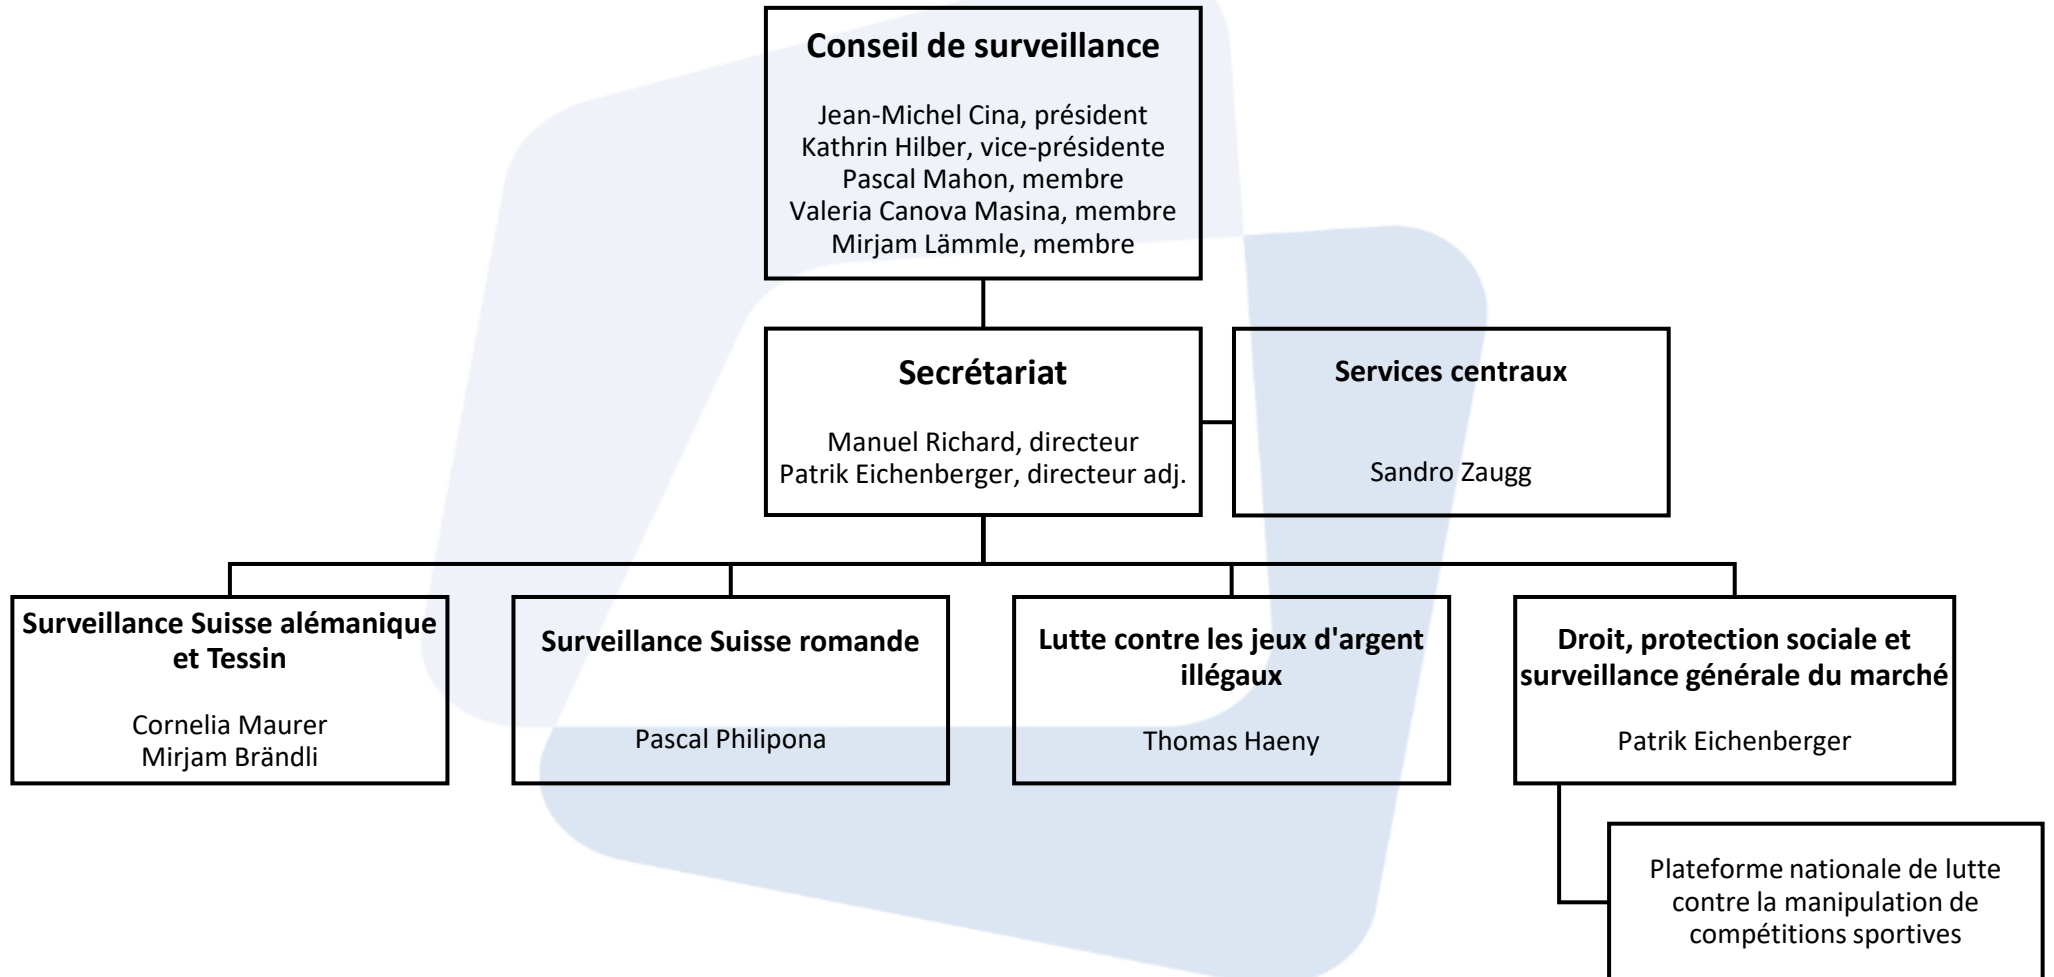 Conseil de surveillance
Jean-Michel Cina, président
Kathrin Hilber, vice-présidente
Pascal Mahon, membre
Valeria Canova Masina, membre
Mirjam Lämmle, membre
Secrétariat
Manuel Richard, directeur
Patrik Eichenberger, directeur adj.
Services centraux
Sandro Zaugg
Surveillance Suisse alémanique
et Tessin
Cornelia Maurer
Mirjam Brändli
Surveillance Suisse romande
Pascal Philipona
Lutte contre les jeux d'argent
illégaux
Thomas Haeny
Droit, protection sociale et
surveillance générale du marché
Patrik Eichenberger
Plateforme nationale de lutte
contre la manipulation de
compétitions sportives